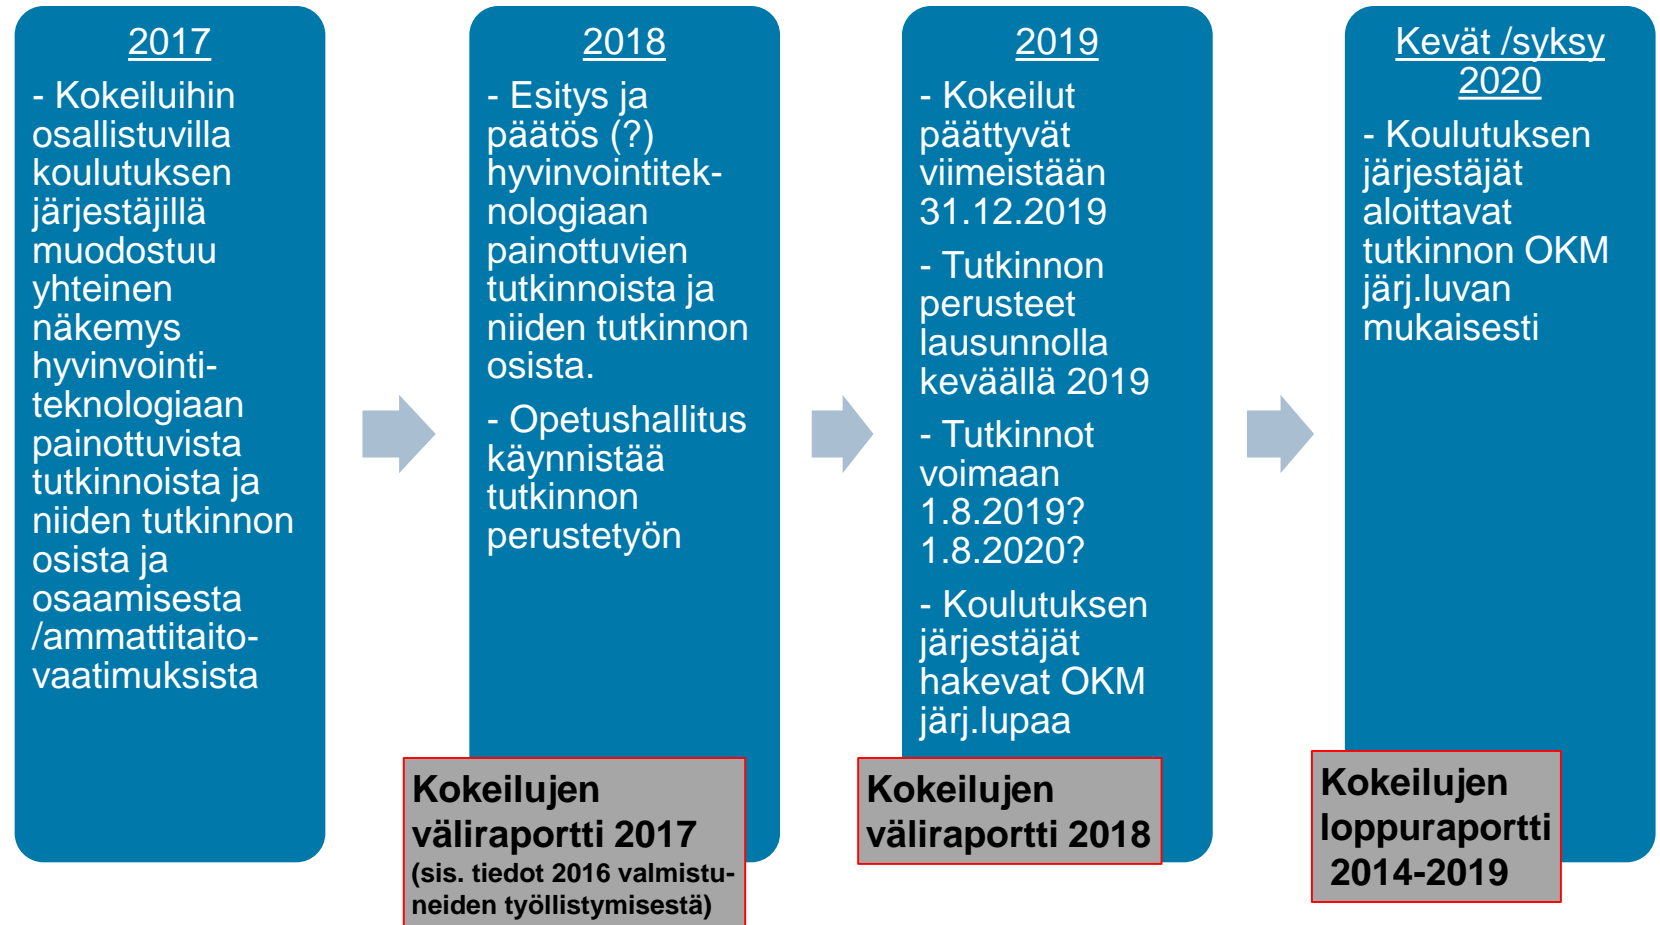 2017
- Kokeiluihin
osallistuvilla
koulutuksen
järjestäjillä
muodostuu
yhteinen
näkemys
hyvinvointi-
teknologiaan
painottuvista
tutkinnoista ja
niiden tutkinnon
osista ja
osaamisesta
/ammattitaito-
vaatimuksista
2018
- Esitys ja
päätös (?)
hyvinvointitek-
nologiaan
painottuvien
tutkinnoista ja
niiden tutkinnon
osista.
- Opetushallitus
käynnistää
tutkinnon
perustetyön
Kokeilujen
väliraportti 2017
(sis. tiedot 2016 valmistu-
neiden työllistymisestä)
2019
- Kokeilut
päättyvät
viimeistään
31.12.2019
- Tutkinnon
perusteet
lausunnolla
keväällä 2019
- Tutkinnot
voimaan
1.8.2019?
1.8.2020?
- Koulutuksen
järjestäjät
hakevat OKM
järj.lupaa
Kokeilujen
väliraportti 2018
Kevät /syksy
2020
- Koulutuksen
järjestäjät
aloittavat
tutkinnon OKM
järj.luvan
mukaisesti
Kokeilujen
loppuraportti
2014-2019